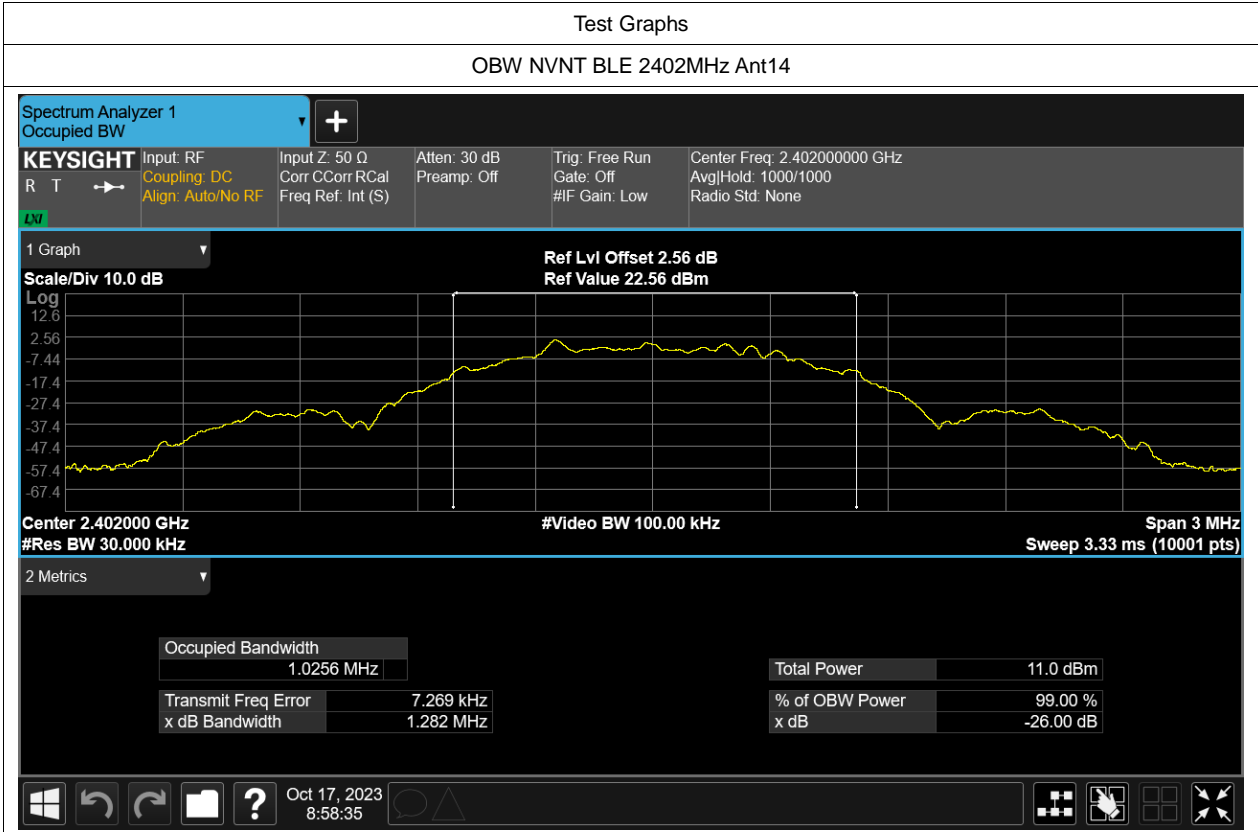 Test Graphs
OBW NVNT BLE 2402MHz Ant14
Spectrum Analyzer 1
Occupied BW
KEYSIGHT
R T
LXI
Input: RF
Coupling: DC
Align: Auto/No RF
Input Z: 50 Ω
Corr CCorr RCal
Freq Ref: Int (S)
Atten: 30 dB
Preamp: Off
Trig: Free Run
Gate: Off
#IF Gain: Low
Center Freq: 2.402000000 GHz
Avg|Hold: 1000/1000
Radio Std: None
1 Graph
Scale/Div 10.0 dB
Ref Lvl Offset 2.56 dB
Ref Value 22.56 dBm
Log
12.6
2.56
-7.44
-17.4
-27.4
-37.4
-47.4
-57.4
-67.4
Center 2.402000 GHz
#Res BW 30.000 kHz
#Video BW 100.00 kHz
Span 3 MHz
Sweep 3.33 ms (10001 pts)
2 Metrics
Occupied Bandwidth
1.0256 MHz
Total Power 11.0 dBm
Transmit Freq Error 7.269 kHz
% of OBW Power 99.00 %
x dB Bandwidth 1.282 MHz
x dB -26.00 dB
?
Oct 17, 2023
8:58:35